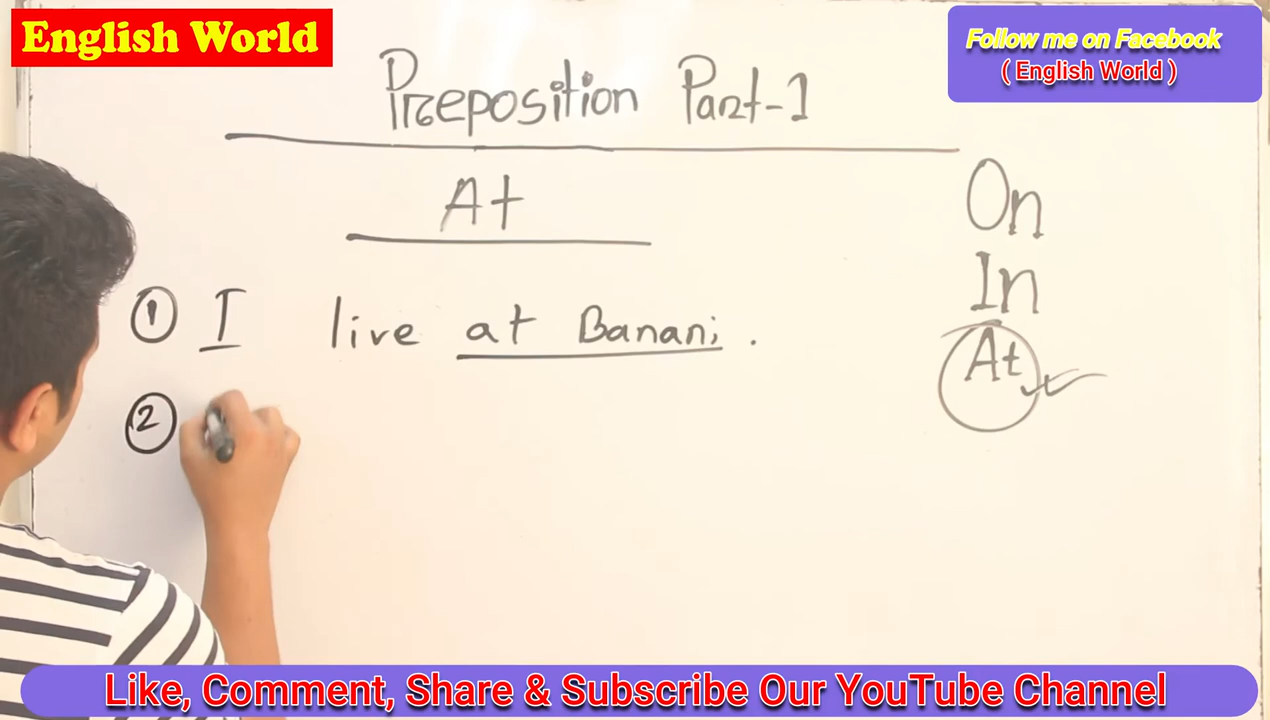 English World
Follow me on Facebook
( English World )
Preposition Part-1
At
On
In
At
1 I live at Banani.
2
Like, Comment, Share & Subscribe Our YouTube Channel